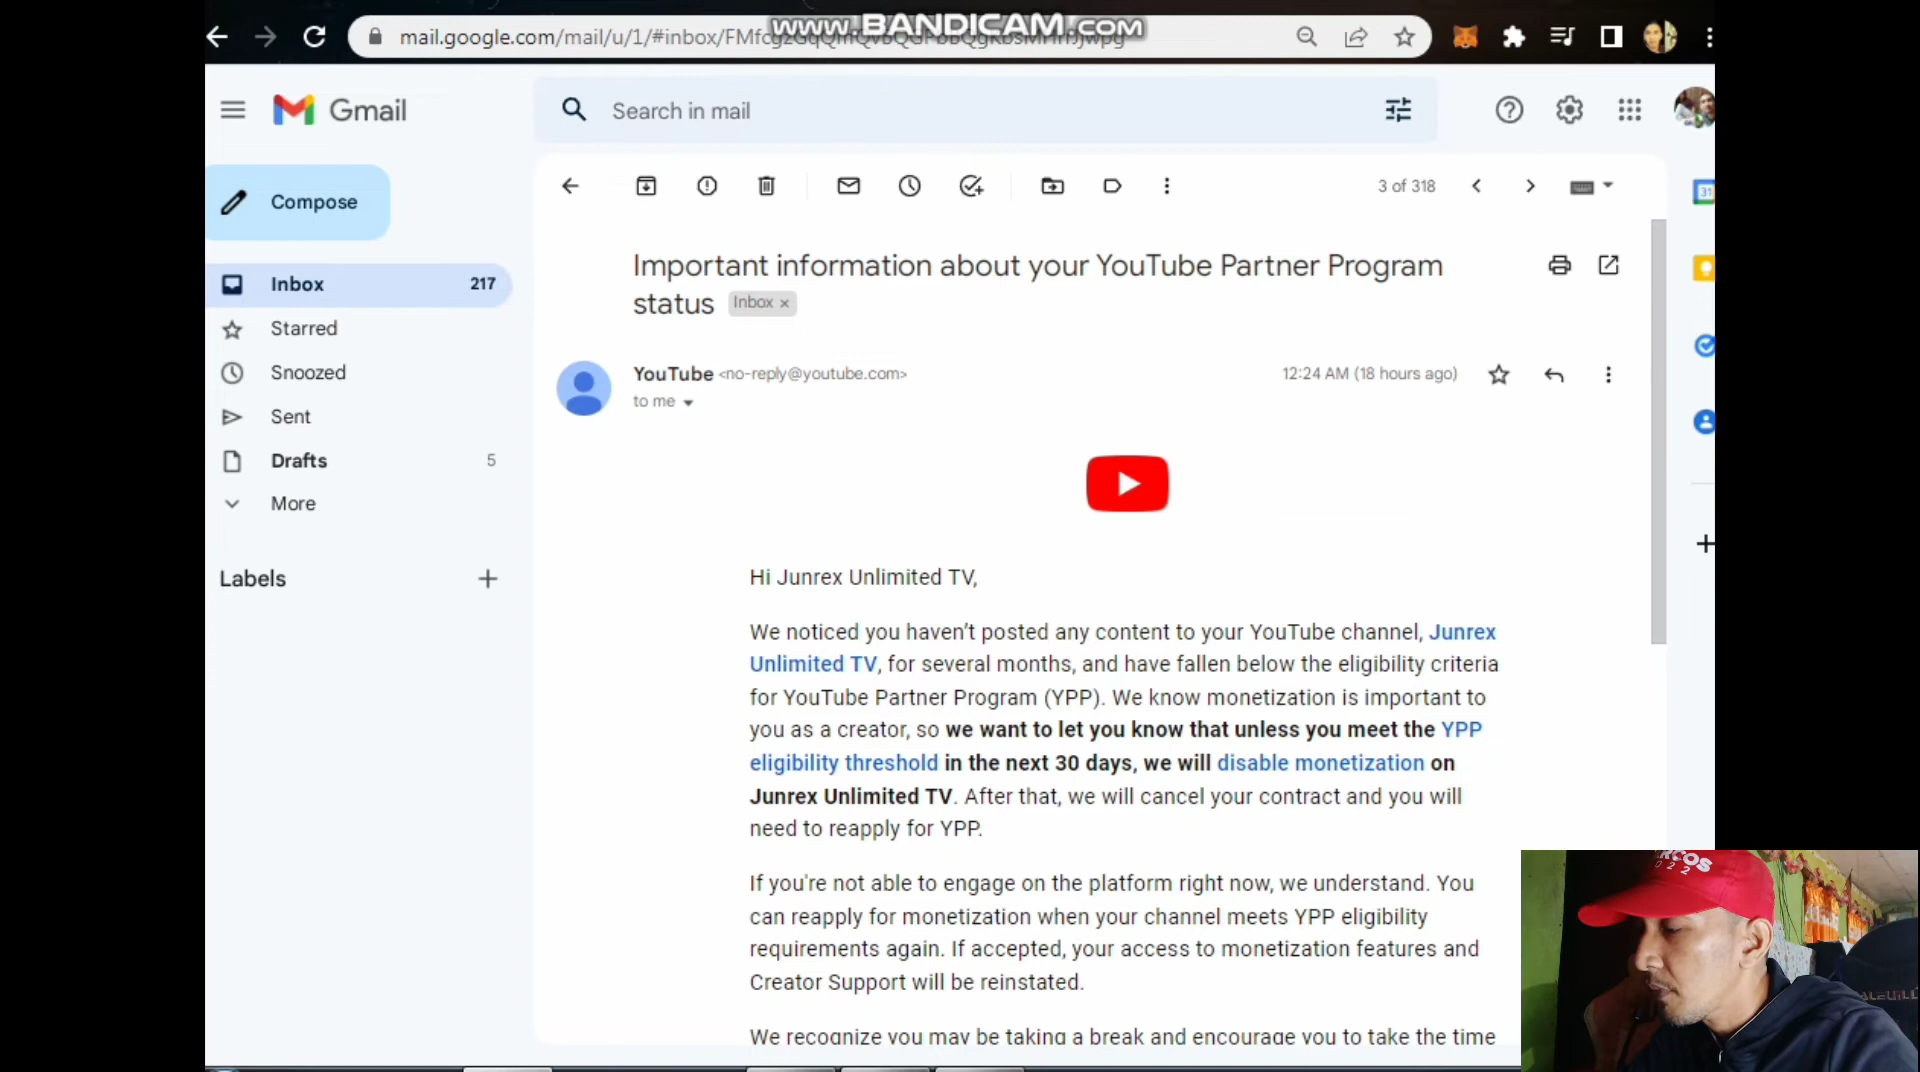 www.BANDICAM.com
mail.google.com/mail/u/1/#inbox/
Gmail
Search in mail
Compose
3 of 318
Inbox 217
Starred
Snoozed
Sent
Drafts 5
More
Labels
Important information about your YouTube Partner Program
status Inbox ×
YouTube <no-reply@youtube.com> 12:24 AM (18 hours ago)
to me
Hi Junrex Unlimited TV,
We noticed you haven't posted any content to your YouTube channel, Junrex
Unlimited TV, for several months, and have fallen below the eligibility criteria
for YouTube Partner Program (YPP). We know monetization is important to
you as a creator, so we want to let you know that unless you meet the YPP
eligibility threshold in the next 30 days, we will disable monetization on
Junrex Unlimited TV. After that, we will cancel your contract and you will
need to reapply for YPP.
If you're not able to engage on the platform right now, we understand. You
can reapply for monetization when your channel meets YPP eligibility
requirements again. If accepted, your access to monetization features and
Creator Support will be reinstated.
We recognize you may be taking a break and encourage you to take the time
31
2022